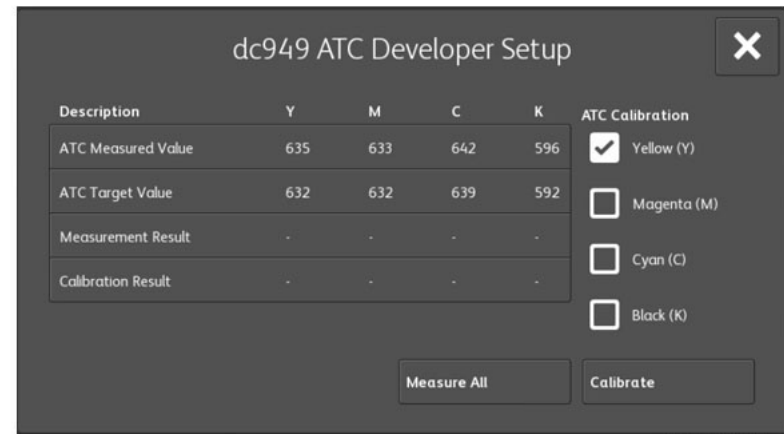 dc949 ATC Developer Setup
Description Y M C K ATC Calibration
ATC Measured Value 635 633 642 596 Yellow (Y)
ATC Target Value 632 632 639 592 Magenta (M)
Measurement Result - - - -
Cyan (C)
Calibration Result - - - -
Black (K)
Measure All Calibrate